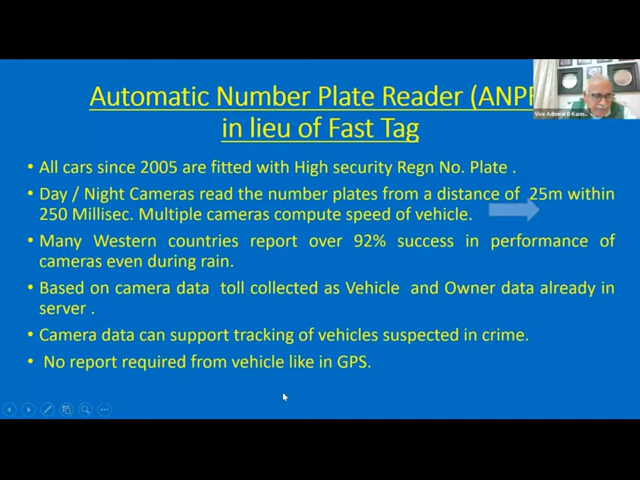 Automatic Number Plate Reader (ANPR
in lieu of Fast Tag
Vice Admiral D Kann...
• All cars since 2005 are fitted with High security Regn No. Plate .
• Day / Night Cameras read the number plates from a distance of 25m within
250 Millisec. Multiple cameras compute speed of vehicle.
• Many Western countries report over 92% success in performance of
cameras even during rain.
• Based on camera data toll collected as Vehicle and Owner data already in
server .
• Camera data can support tracking of vehicles suspected in crime.
• No report required from vehicle like in GPS.